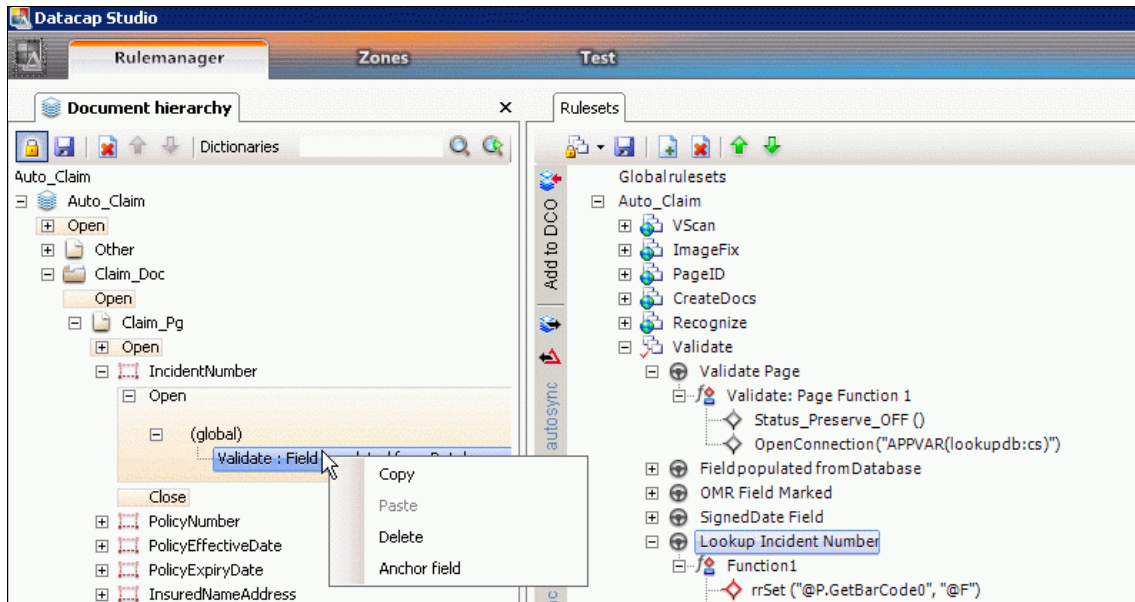 Datacap Studio
Rulemanager
Zones
Test
Document hierarchy
x
Dictionaries
Auto_Claim
Auto_Claim
Open
Other
Claim_Doc
Open
Claim_Pg
Open
IncidentNumber
Open
(global)
Validate : Field
Close
PolicyNumber
PolicyEffectiveDate
PolicyExpiryDate
InsuredNameAddress
Copy
Paste
Delete
Anchor field
Add to DCO
autosync
Rulesets
Globalrulesets
Auto_Claim
VScan
ImageFix
PageID
CreateDocs
Recognize
Validate
Validate Page
Validate: Page Function 1
Status_Preserve_OFF ()
OpenConnection("APPVAR(lookupdb:cs)")
Field populated from Database
OMR Field Marked
SignedDate Field
Lookup Incident Number
Function1
rrSet ("@P.GetBarCode0", "@F")